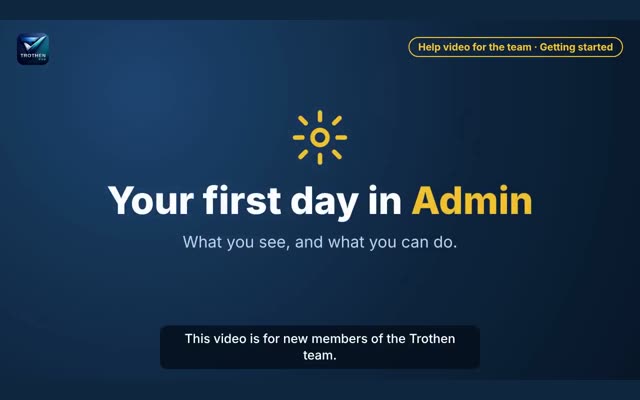 TROTHEN
Help video for the team · Getting started
Your first day in Admin
What you see, and what you can do.
This video is for new members of the Trothen
team.